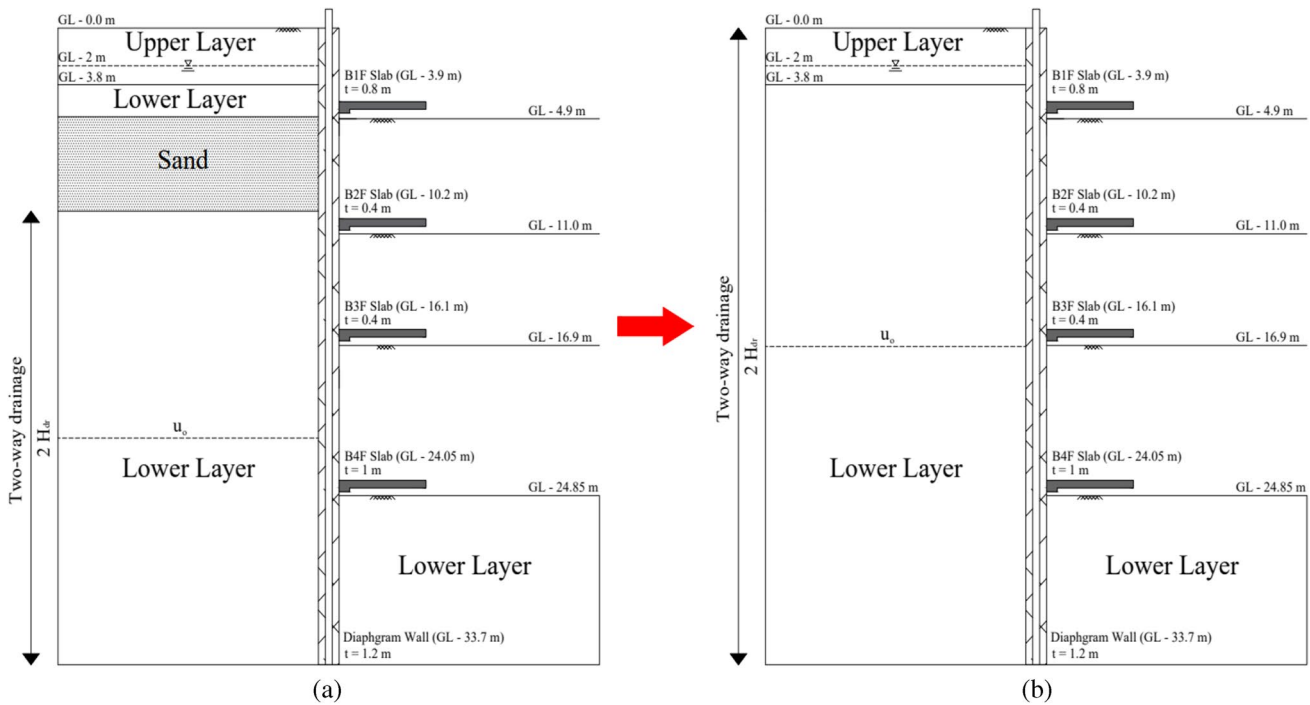 GL - 0.0 m
Upper Layer
GL - 2 m
GL - 3.8 m
Lower Layer
Sand
Two-way drainage
2 Hdr
uo
Lower Layer
B1F Slab (GL - 3.9 m)
t = 0.8 m
GL - 4.9 m
B2F Slab (GL - 10.2 m)
t = 0.4 m
GL - 11.0 m
B3F Slab (GL - 16.1 m)
t = 0.4 m
GL - 16.9 m
B4F Slab (GL - 24.05 m)
t = 1 m
GL - 24.85 m
Lower Layer
Diaphgram Wall (GL - 33.7 m)
t = 1.2 m
(a)
GL - 0.0 m
Upper Layer
GL - 2 m
GL - 3.8 m
Two-way drainage
2 Hdr
uo
Lower Layer
B1F Slab (GL - 3.9 m)
t = 0.8 m
GL - 4.9 m
B2F Slab (GL - 10.2 m)
t = 0.4 m
GL - 11.0 m
B3F Slab (GL - 16.1 m)
t = 0.4 m
GL - 16.9 m
B4F Slab (GL - 24.05 m)
t = 1 m
GL - 24.85 m
Lower Layer
Diaphgram Wall (GL - 33.7 m)
t = 1.2 m
(b)